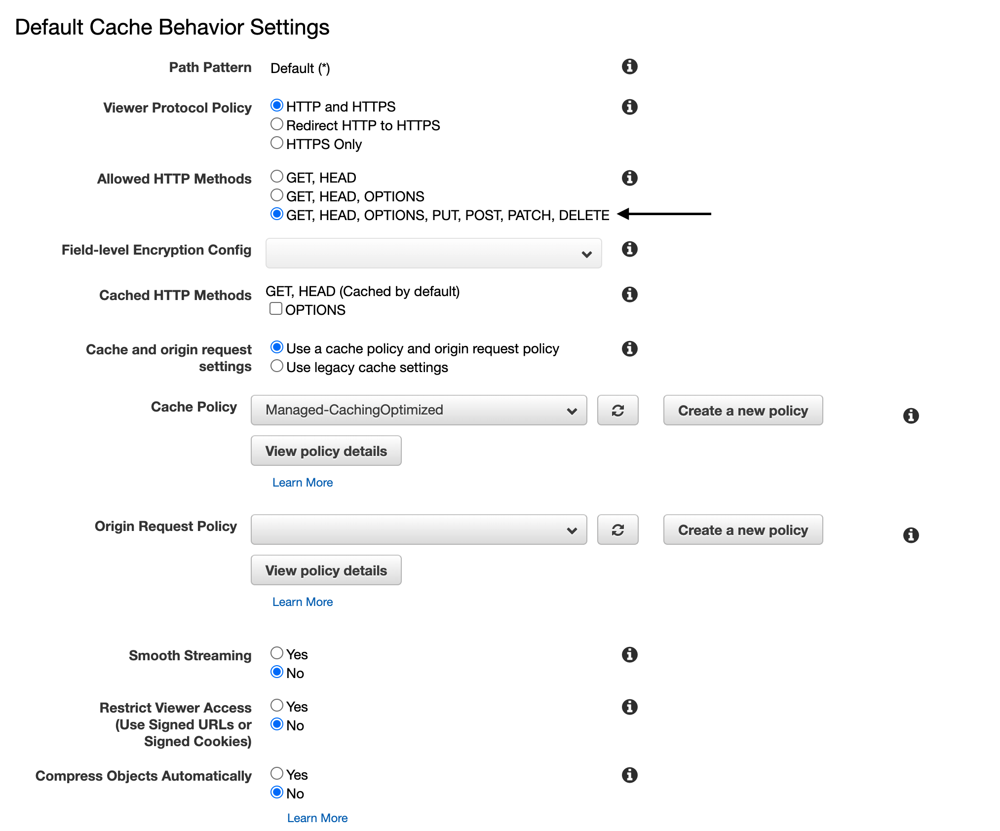 Default Cache Behavior Settings
Path Pattern
Default (*)
Viewer Protocol Policy
HTTP and HTTPS
Redirect HTTP to HTTPS
HTTPS Only
Allowed HTTP Methods
GET, HEAD
GET, HEAD, OPTIONS
GET, HEAD, OPTIONS, PUT, POST, PATCH, DELETE
Field-level Encryption Config
Cached HTTP Methods
GET, HEAD (Cached by default)
OPTIONS
Cache and origin request
settings
Use a cache policy and origin request policy
Use legacy cache settings
Cache Policy
Managed-CachingOptimized
Create a new policy
View policy details
Learn More
Origin Request Policy
Create a new policy
View policy details
Learn More
Smooth Streaming
Yes
No
Restrict Viewer Access
(Use Signed URLs or
Signed Cookies)
Yes
No
Compress Objects Automatically
Yes
No
Learn More